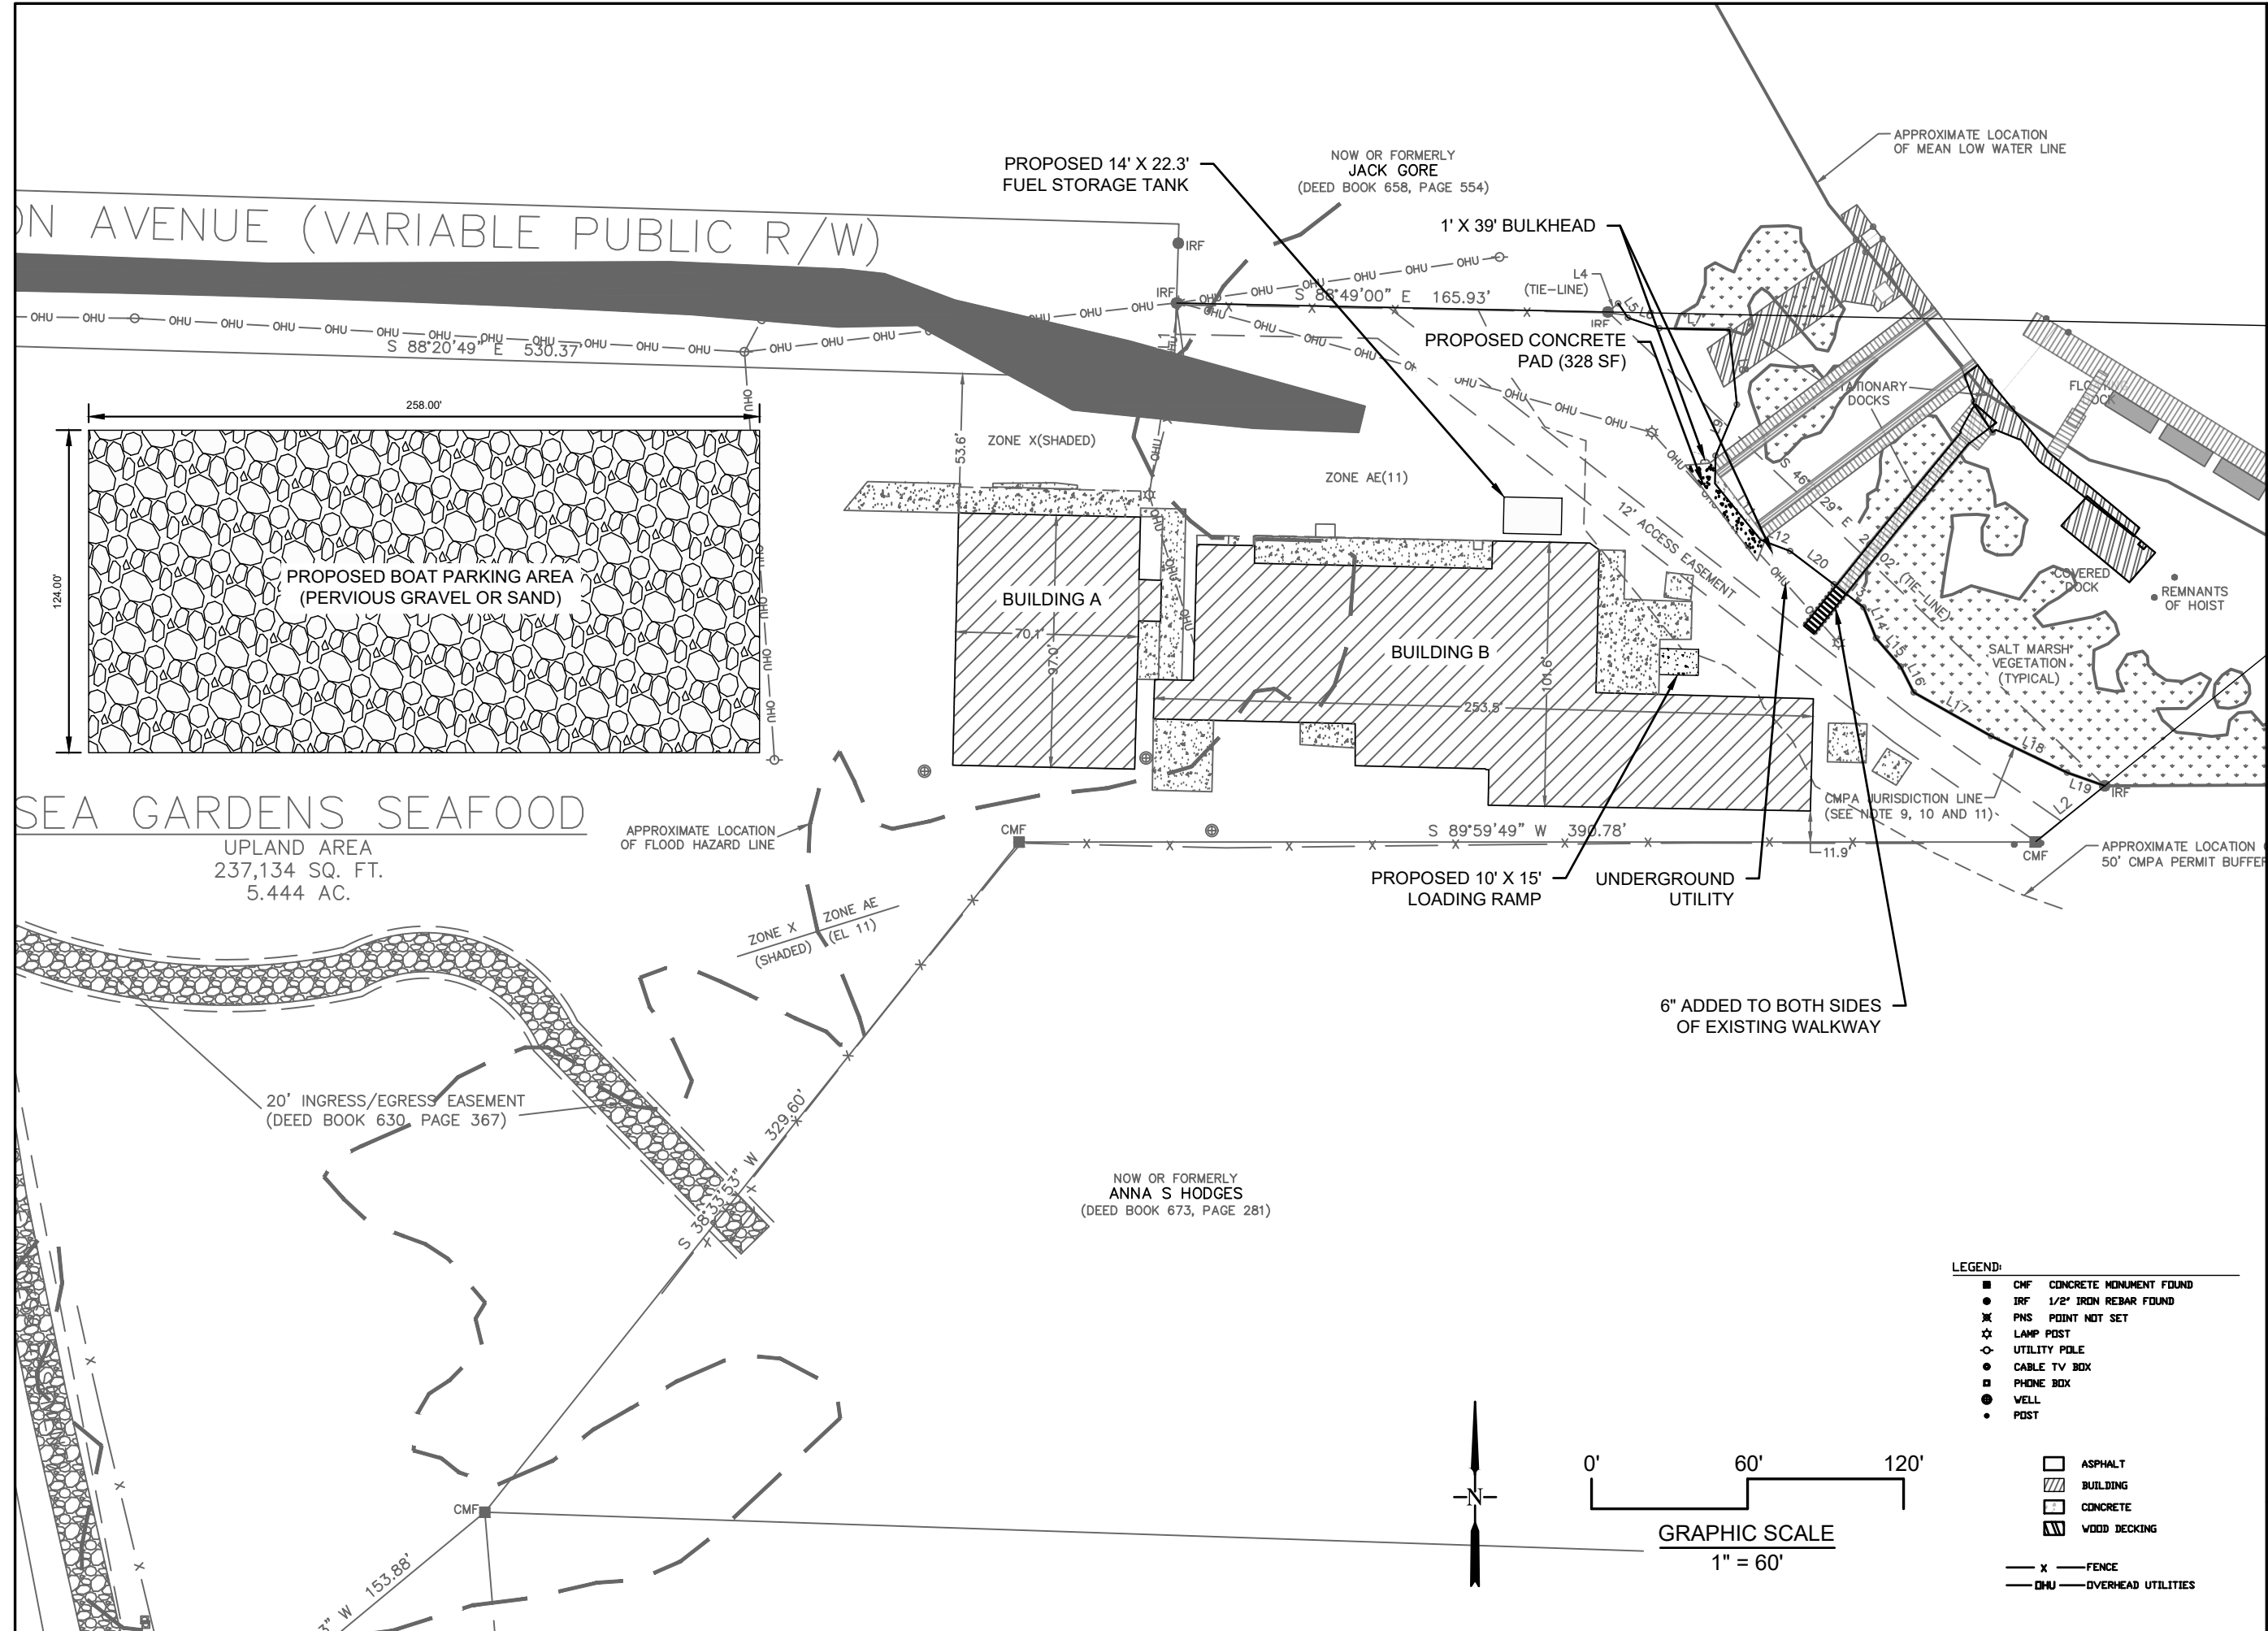 APPROXIMATE LOCATION
OF MEAN LOW WATER LINE
PROPOSED 14' X 22.3'
FUEL STORAGE TANK
NOW OR FORMERLY
JACK GORE
(DEED BOOK 658, PAGE 554)
1' X 39' BULKHEAD
ON AVENUE (VARIABLE PUBLIC R/W)
IRF
IRF
OHU
S 88°49'00" E 165.93'
L4
(TIE-LINE)
IRF
L5
L6
L7
PROPOSED CONCRETE
PAD (328 SF)
S 88°20'49" E 530.37'
258.00'
124.00'
PROPOSED BOAT PARKING AREA
(PERVIOUS GRAVEL OR SAND)
53.6'
ZONE X(SHADED)
ZONE AE(11)
12' ACCESS EASEMENT
BUILDING A
70.1'
97.0'
BUILDING B
101.6'
253.5'
DOCKS
L12
L20
(TIE-LINE)
COVERED
DOCK
REMNANTS
OF HOIST
L14
L15
L16
L17
L18
L19
L2
IRF
SALT MARSH
VEGETATION
(TYPICAL)
CMPA JURISDICTION LINE
(SEE NOTE 9, 10 AND 11)
SEA GARDENS SEAFOOD
UPLAND AREA
237,134 SQ. FT.
5.444 AC.
APPROXIMATE LOCATION
OF FLOOD HAZARD LINE
CMF
S 89°59'49" W 390.78'
11.9'
CMF
APPROXIMATE LOCATION
50' CMPA PERMIT BUFFER
PROPOSED 10' X 15'
LOADING RAMP
UNDERGROUND
UTILITY
ZONE X
(SHADED)
ZONE AE
(EL 11)
6" ADDED TO BOTH SIDES
OF EXISTING WALKWAY
20' INGRESS/EGRESS EASEMENT
(DEED BOOK 630, PAGE 367)
S 38°33'53" W 329.60'
NOW OR FORMERLY
ANNA S HODGES
(DEED BOOK 673, PAGE 281)
CMF
153.88'
LEGEND:
CMF CONCRETE MONUMENT FOUND
IRF 1/2" IRON REBAR FOUND
PNS POINT NOT SET
LAMP POST
UTILITY POLE
CABLE TV BOX
PHONE BOX
WELL
POST
ASPHALT
BUILDING
CONCRETE
WOOD DECKING
X FENCE
OHU OVERHEAD UTILITIES
N
0' 60' 120'
GRAPHIC SCALE
1" = 60'